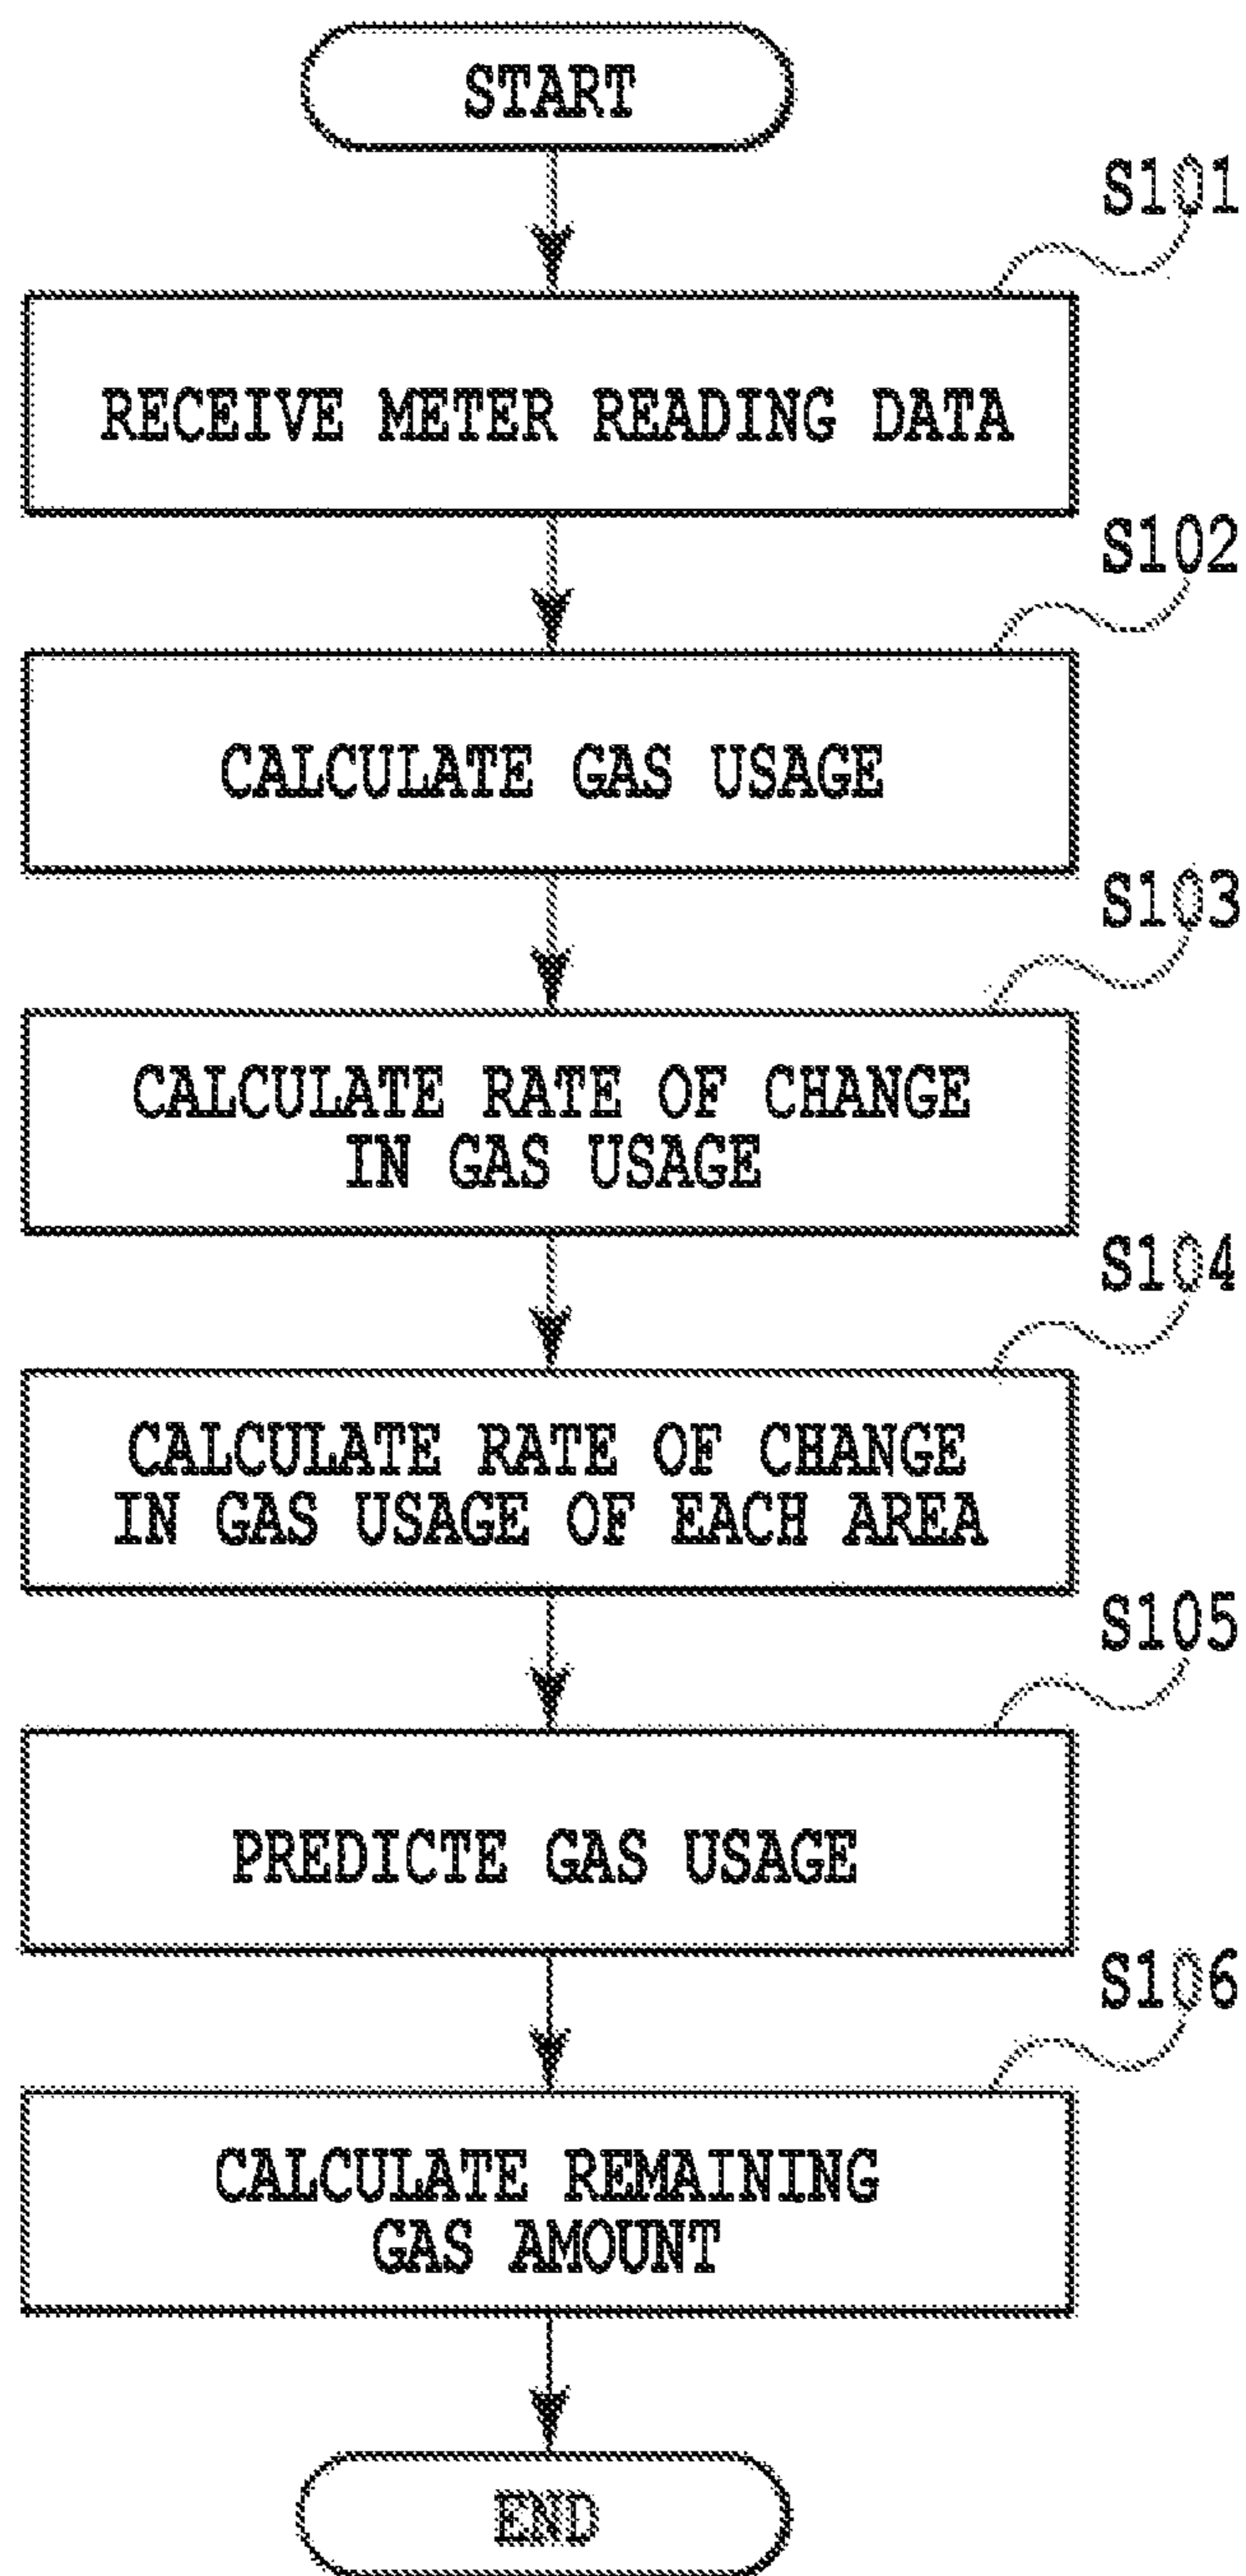 START
S101
RECEIVE METER READING DATA
S102
CALCULATE GAS USAGE
S103
CALCULATE RATE OF CHANGE
IN GAS USAGE
S104
CALCULATE RATE OF CHANGE
IN GAS USAGE OF EACH AREA
S105
PREDICTE GAS USAGE
S106
CALCULATE REMAINING
GAS AMOUNT
END